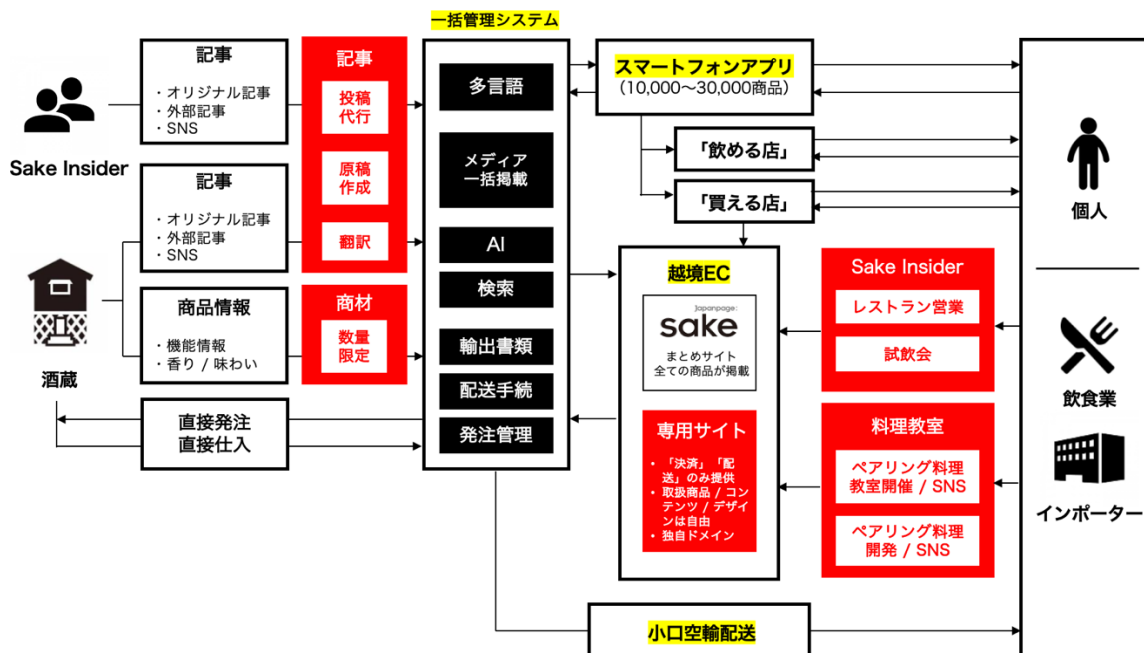 一括管理システム
記事
・オリジナル記事
・外部記事
・SNS
Sake Insider
記事
・オリジナル記事
・外部記事
・SNS
商品情報
・機能情報
・香り / 味わい
酒蔵
直接発注
直接仕入
記事
投稿
代行
原稿
作成
翻訳
商材
数量
限定
多言語
メディア
一括掲載
AI
検索
輸出書類
配送手続
発注管理
スマートフォンアプリ
（10,000〜30,000商品）
「飲める店」
「買える店」
越境EC
Japanpage:
sake
まとめサイト
全ての商品が掲載
専用サイト
• 「決済」「配
送」のみ提供
• 取扱商品 / コン
テンツ / デザイ
ンは自由
• 独自ドメイン
Sake Insider
レストラン営業
試飲会
料理教室
ペアリング料理
教室開催 / SNS
ペアリング料理
開発 / SNS
小口空輸配送
個人
飲食業
インポーター